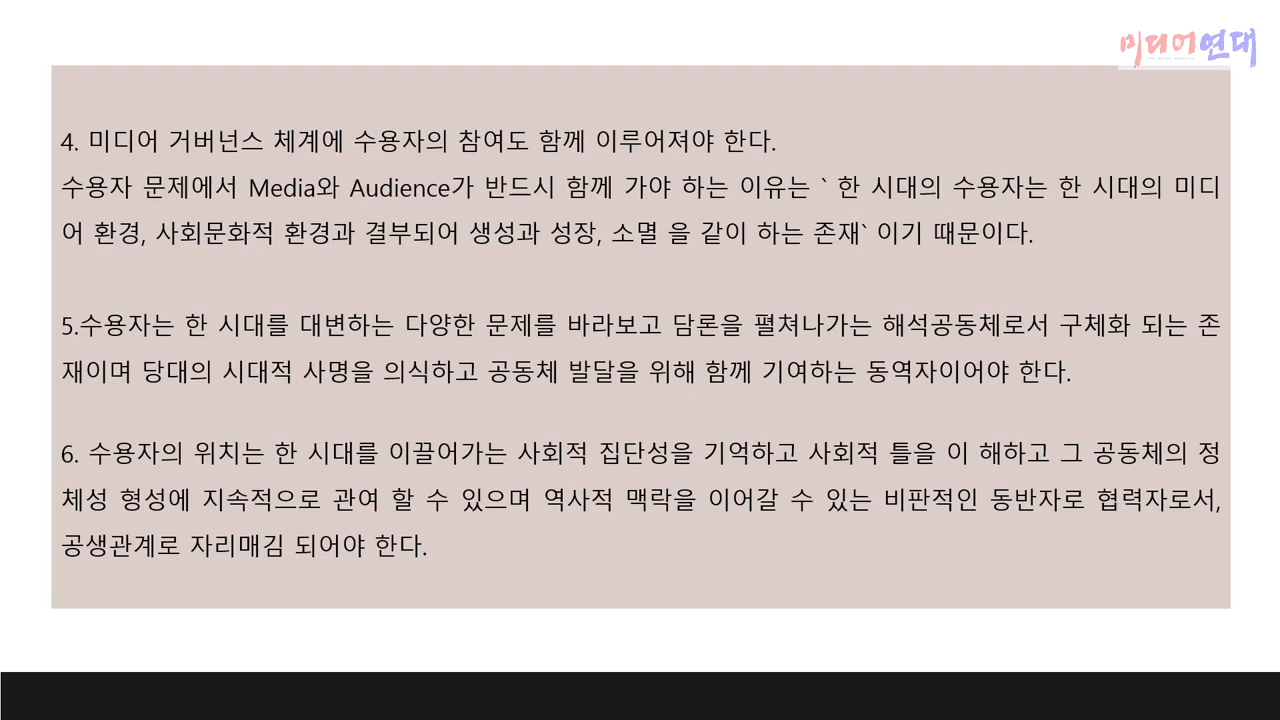 미디어연대
4. 미디어 거버넌스 체계에 수용자의 참여도 함께 이루어져야 한다.
수용자 문제에서 Media와 Audience가 반드시 함께 가야 하는 이유는 ` 한 시대의 수용자는 한 시대의 미디
어 환경, 사회문화적 환경과 결부되어 생성과 성장, 소멸 을 같이 하는 존재` 이기 때문이다.
5.수용자는 한 시대를 대변하는 다양한 문제를 바라보고 담론을 펼쳐나가는 해석공동체로서 구체화 되는 존
재이며 당대의 시대적 사명을 의식하고 공동체 발달을 위해 함께 기여하는 동역자이어야 한다.
6. 수용자의 위치는 한 시대를 이끌어가는 사회적 집단성을 기억하고 사회적 틀을 이 해하고 그 공동체의 정
체성 형성에 지속적으로 관여 할 수 있으며 역사적 맥락을 이어갈 수 있는 비판적인 동반자로 협력자로서,
공생관계로 자리매김 되어야 한다.